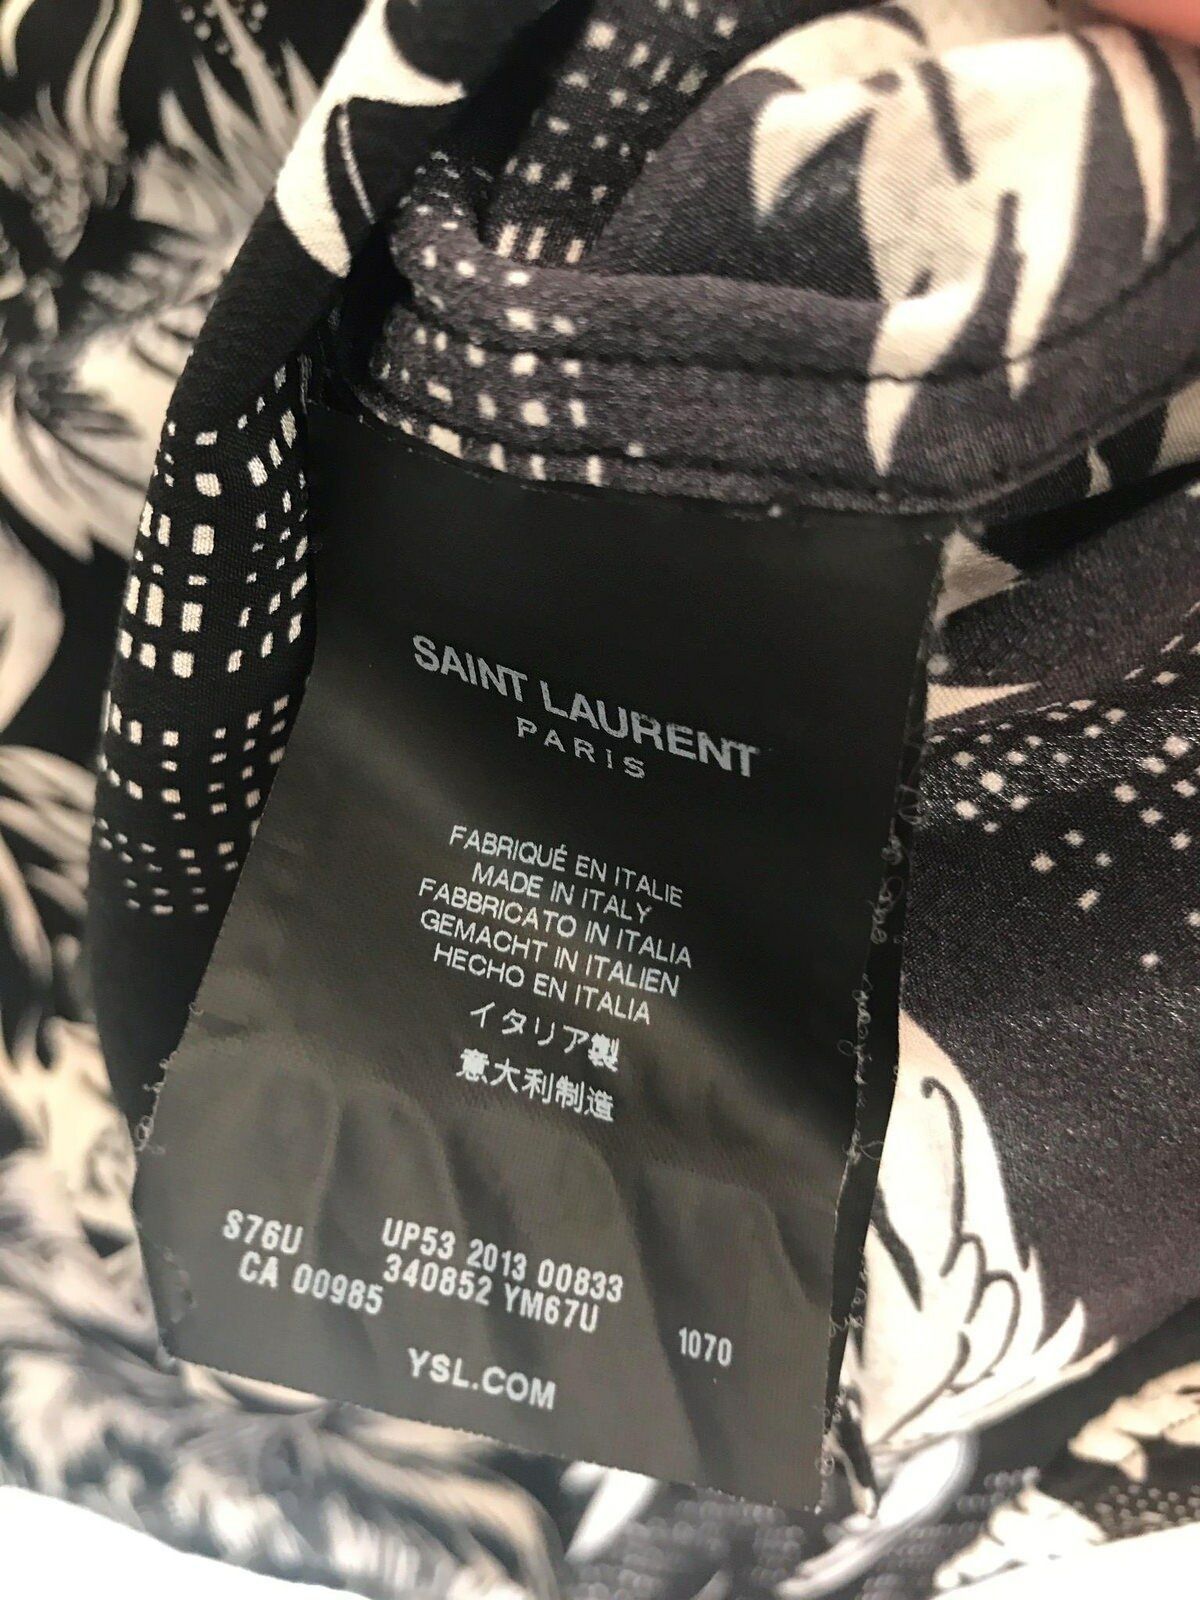 SAINT LAURENT
PARIS
FABRIQUÉ EN ITALIE
MADE IN ITALY
FABBRICATO IN ITALIA
GEMACHT IN ITALIEN
HECHO EN ITALIA
イタリア製
意大利制造
S76U UP53 2013 00833
CA 00985 340852 YM67U 1070
YSL.COM